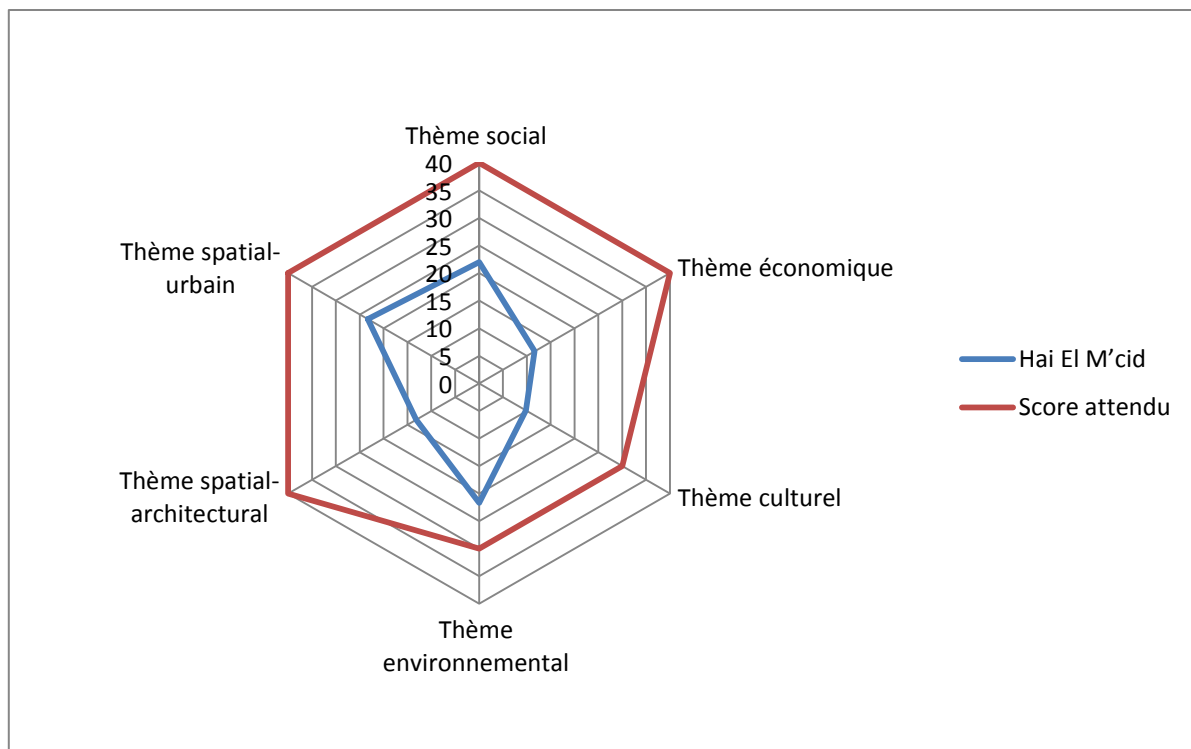 Thème social
40
35
30
25
20
15
10
5
0
Thème économique
Thème culturel
Thème
environnemental
Thème spatial-
architectural
Thème spatial-
urbain
Hai El M’cid
Score attendu